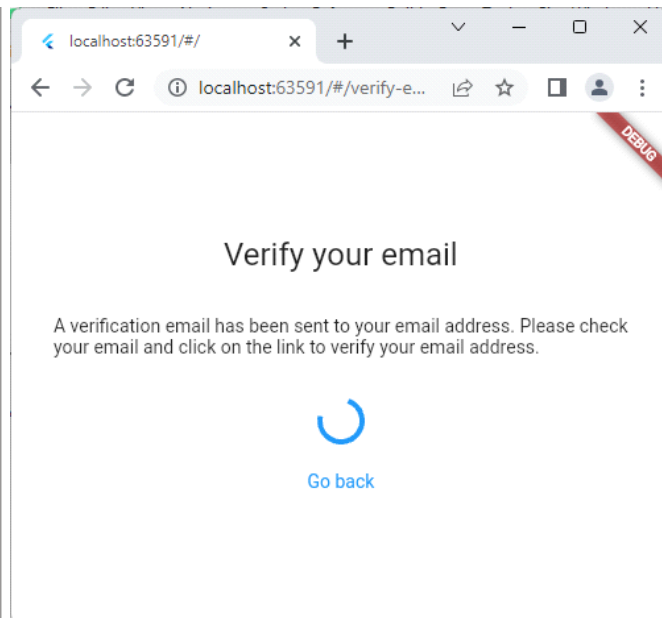 localhost:63591/#/
localhost:63591/#/verify-e...
DEBUG
Verify your email
A verification email has been sent to your email address. Please check
your email and click on the link to verify your email address.
Go back